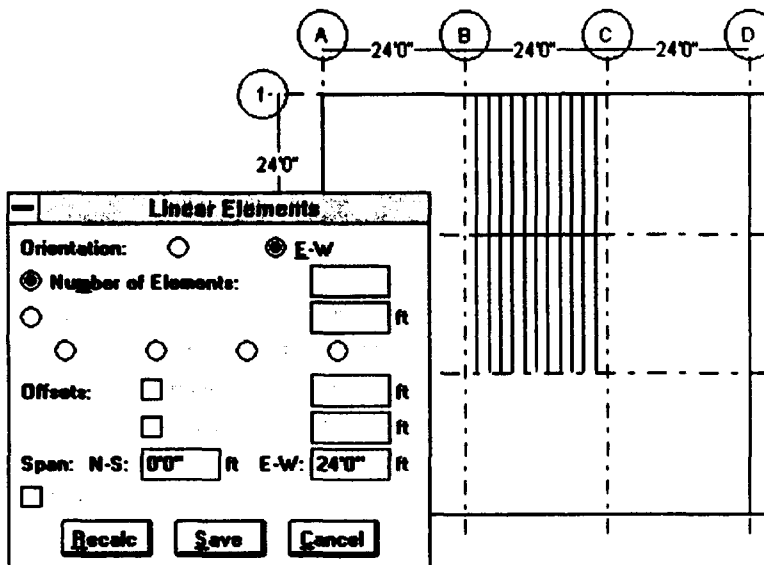 A B C D
24'0" 24'0" 24'0"
1
24'0"
Linear Elements
Orientation: E-W
Number of Elements:
ft
Offsets: ft
ft
Span: N-S: 0'0" ft E-W: 24'0" ft
Recalc Save Cancel